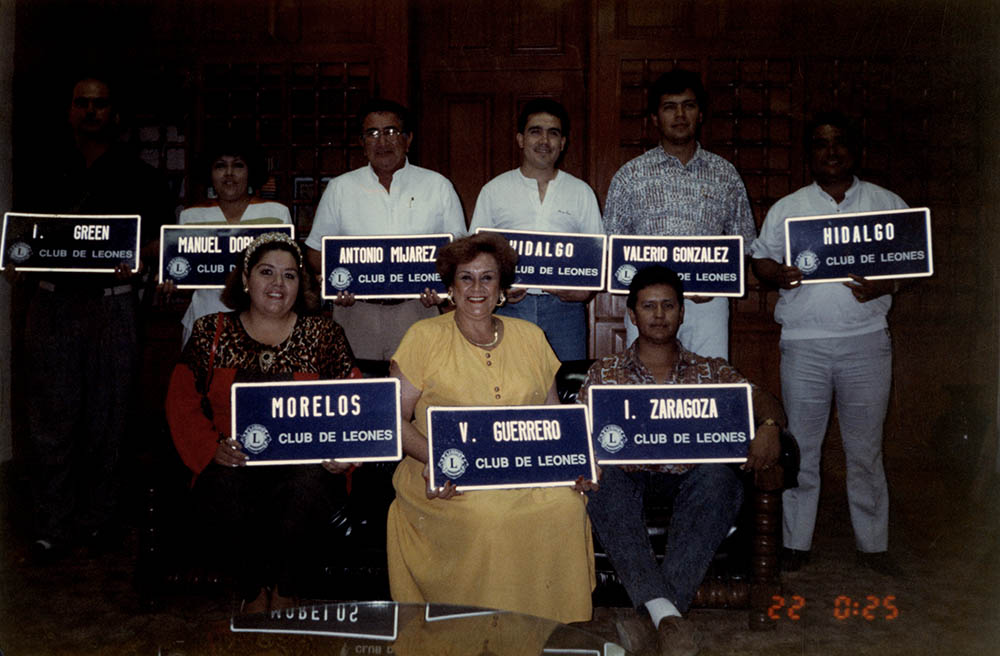 I. GREEN
CLUB DE LEONES
MANUEL
CLUB DE
ANTONIO MIJAREZ
CLUB DE LEONES
HIDALGO
CLUB DE LEONES
VALERIO GONZALEZ
CLUB DE LEONES
HIDALGO
CLUB DE LEONES
MORELOS
L
CLUB DE LEONES
V. GUERRERO
L
CLUB DE LEONES
I. ZARAGOZA
L
CLUB DE LEONES
MORELOS
22 0:25